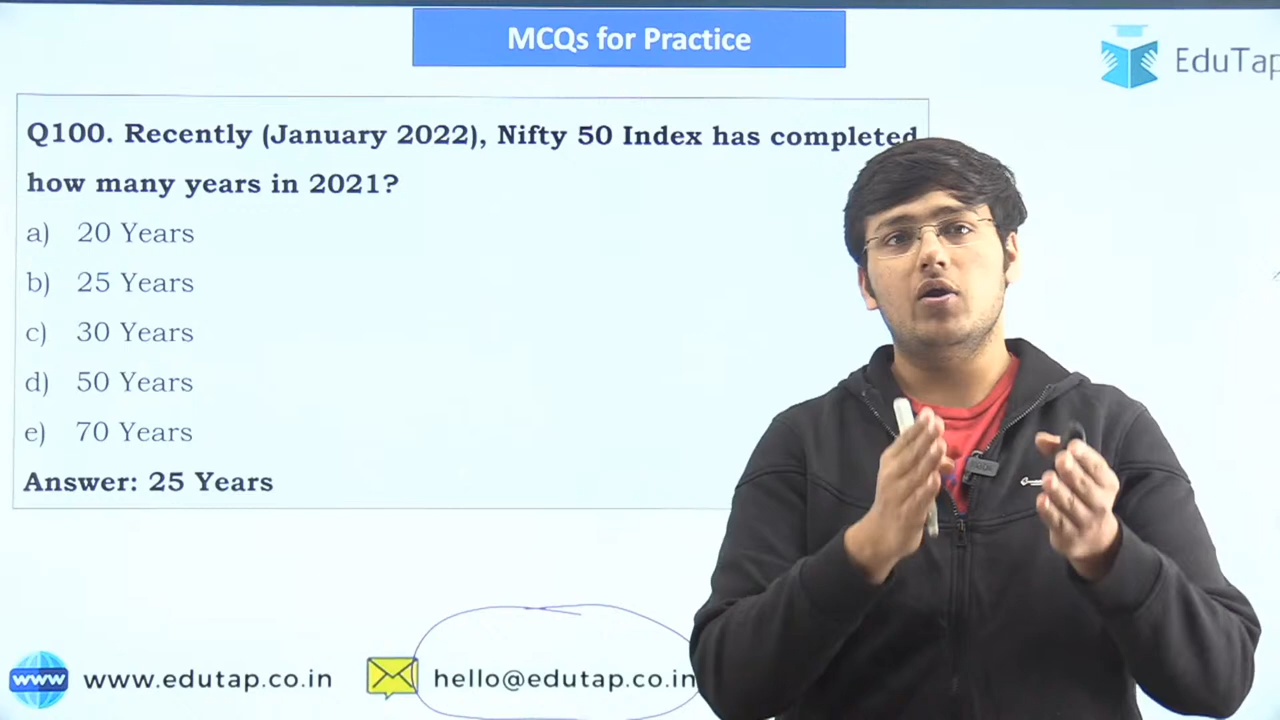 MCQs for Practice
EduTap
Q100. Recently (January 2022), Nifty 50 Index has completed
how many years in 2021?
a) 20 Years
b) 25 Years
c) 30 Years
d) 50 Years
e) 70 Years
Answer: 25 Years
www
www.edutap.co.in
hello@edutap.co.in